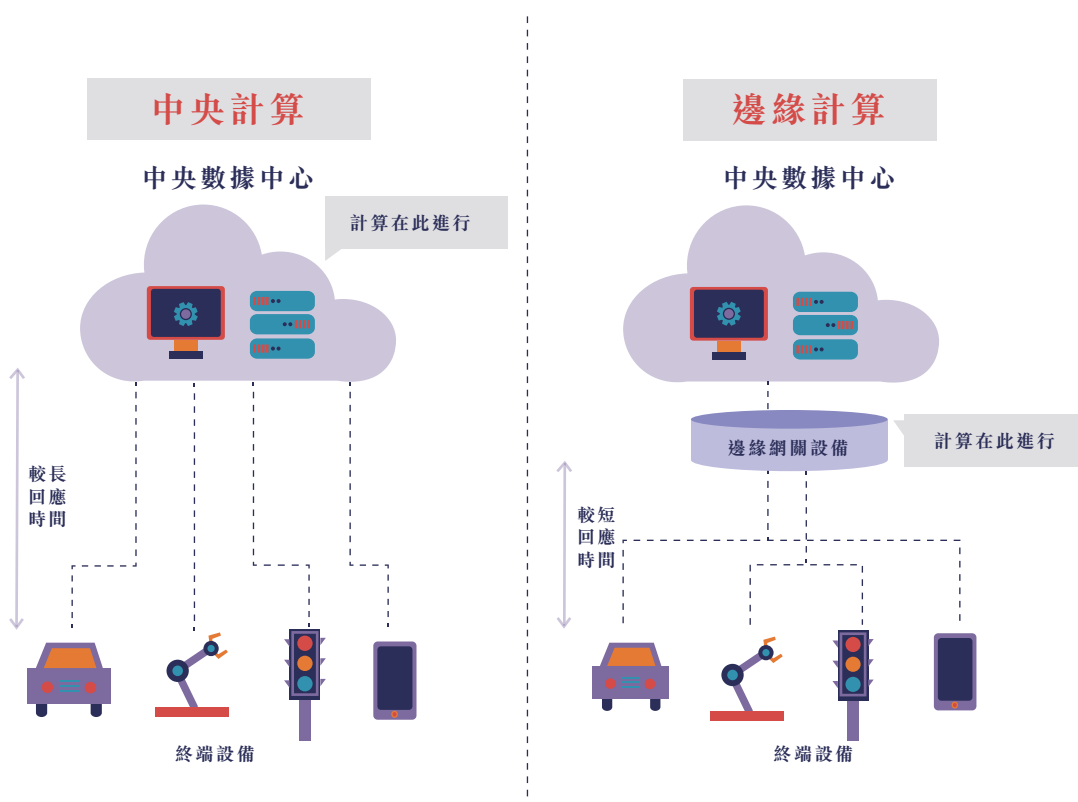 中央計算
中央數據中心
計算在此進行
較長
回應
時間
終端設備
邊緣計算
中央數據中心
邊緣網關設備
計算在此進行
較短
回應
時間
終端設備